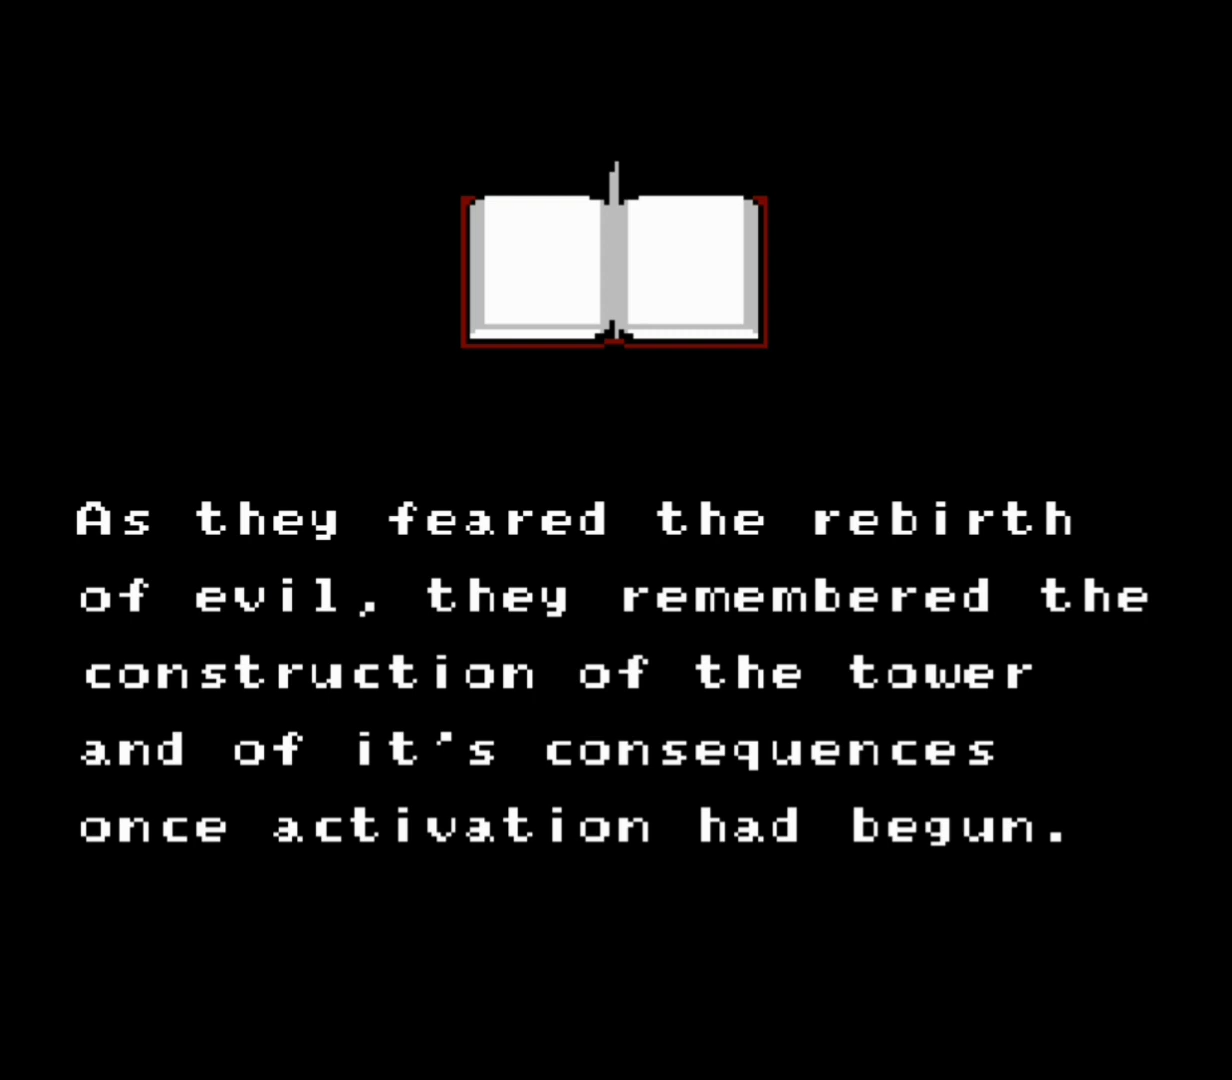 As they feared the rebirth
of evil, they remembered the
construction of the tower
and of it's consequences
once activation had begun.